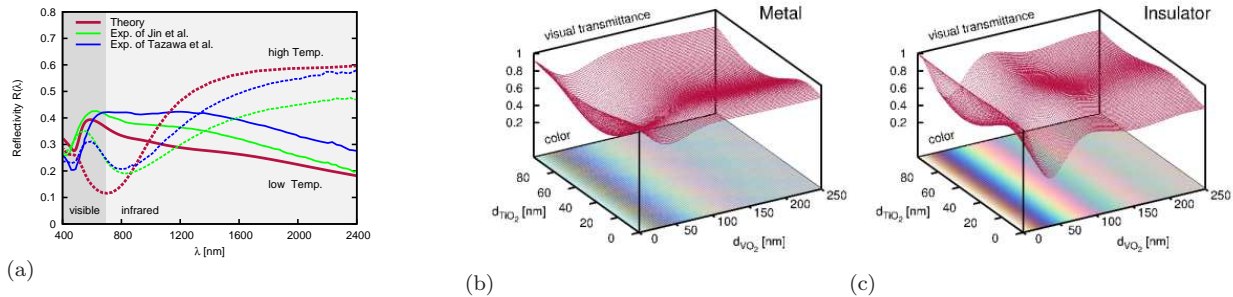 Theory
Exp. of Jin et al.
Exp. of Tazawa et al.
high Temp.
low Temp.
visible
infrared
Reflectivity R(λ)
0.8
0.7
0.6
0.5
0.4
0.3
0.2
0.1
0
400 800 1200 1600 2000 2400
λ [nm]
(a)
Metal
visual transmittance
1
0.8
0.6
0.4
0.2
color
80
60
40
20
0
d_TiO2 [nm]
0 50 100 150 200 250
d_VO2 [nm]
(b)
Insulator
visual transmittance
1
0.8
0.6
0.4
0.2
color
80
60
40
20
0
d_TiO2 [nm]
0 50 100 150 200 250
d_VO2 [nm]
(c)